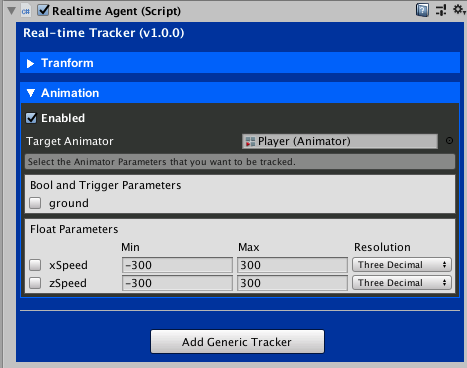 Realtime Agent (Script)
Real-time Tracker (v1.0.0)
Tranform
Animation
Enabled
Target Animator Player (Animator)
Select the Animator Parameters that you want to be tracked.
Bool and Trigger Parameters
ground
Float Parameters
Min Max Resolution
xSpeed -300 300 Three Decimal
zSpeed -300 300 Three Decimal
Add Generic Tracker